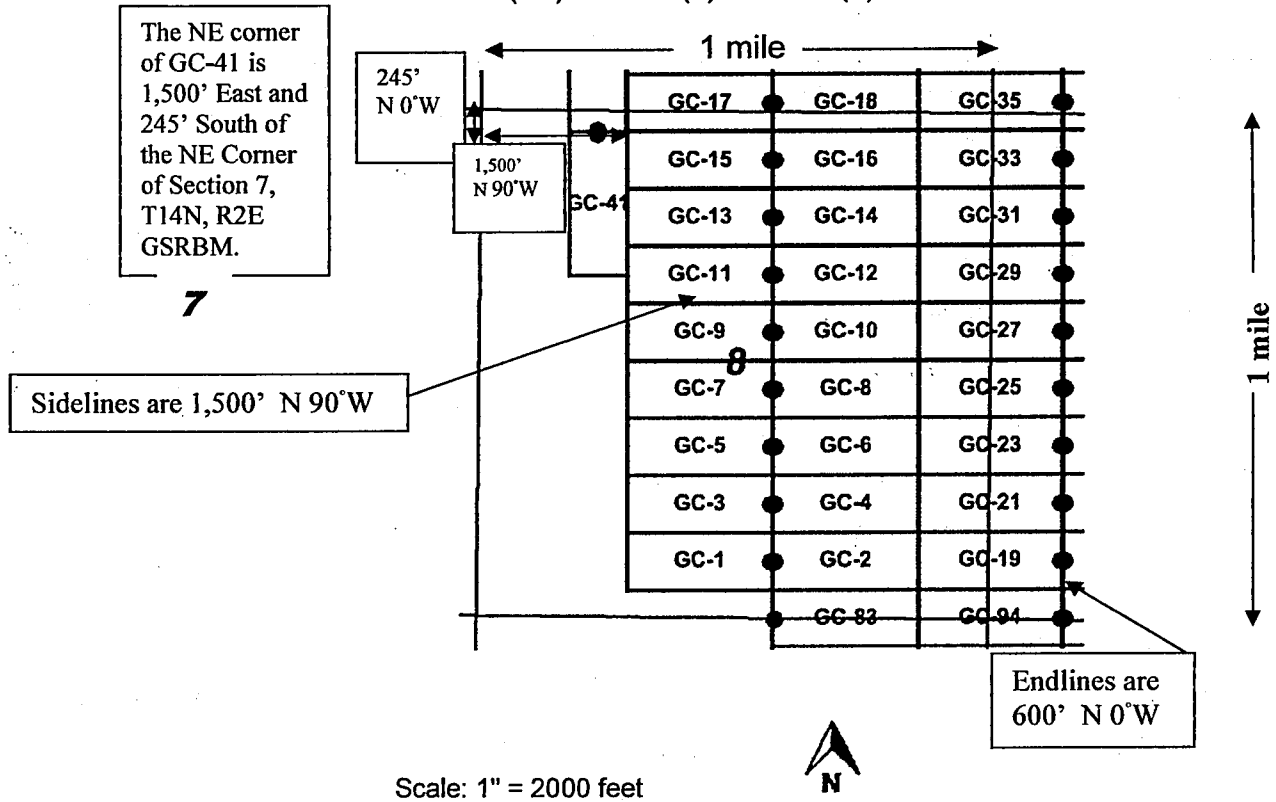 The NE corner
of GC-41 is
1,500' East and
245' South of
the NE Corner
of Section 7,
T14N, R2E
GSRBM.
245'
N 0°W
1 mile
1,500'
N 90°W
GC-41
GC-17 GC-18 GC-35
GC-15 GC-16 GC-33
GC-13 GC-14 GC-31
GC-11 GC-12 GC-29
7
GC-9 GC-10 GC-27
8
GC-7 GC-8 GC-25
1 mile
Sidelines are 1,500' N 90°W
GC-5 GC-6 GC-23
GC-3 GC-4 GC-21
GC-1 GC-2 GC-19
GC-83 GC-94
Endlines are
600' N 0°W
N
Scale: 1" = 2000 feet